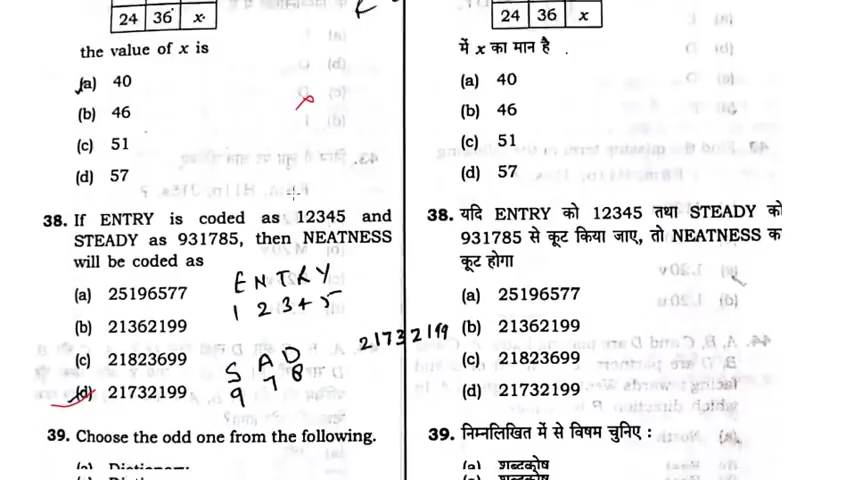 24 36 x
the value of x is
(a) 40
(b) 46
(c) 51
(d) 57
38. If ENTRY is coded as 12345 and
STEADY as 931785, then NEATNESS
will be coded as
(a) 25196577
(b) 21362199
(c) 21823699
(d) 21732199
ENTRY
12345
SAD
978
21732199
39. Choose the odd one from the following.
24 36 x
में x का मान है
(a) 40
(b) 46
(c) 51
(d) 57
38. यदि ENTRY को 12345 तथा STEADY को
931785 से कूट किया जाए, तो NEATNESS क
कूट होगा
(a) 25196577
(b) 21362199
(c) 21823699
(d) 21732199
39. निम्नलिखित में से विषम चुनिए :
(a) शब्दकोष